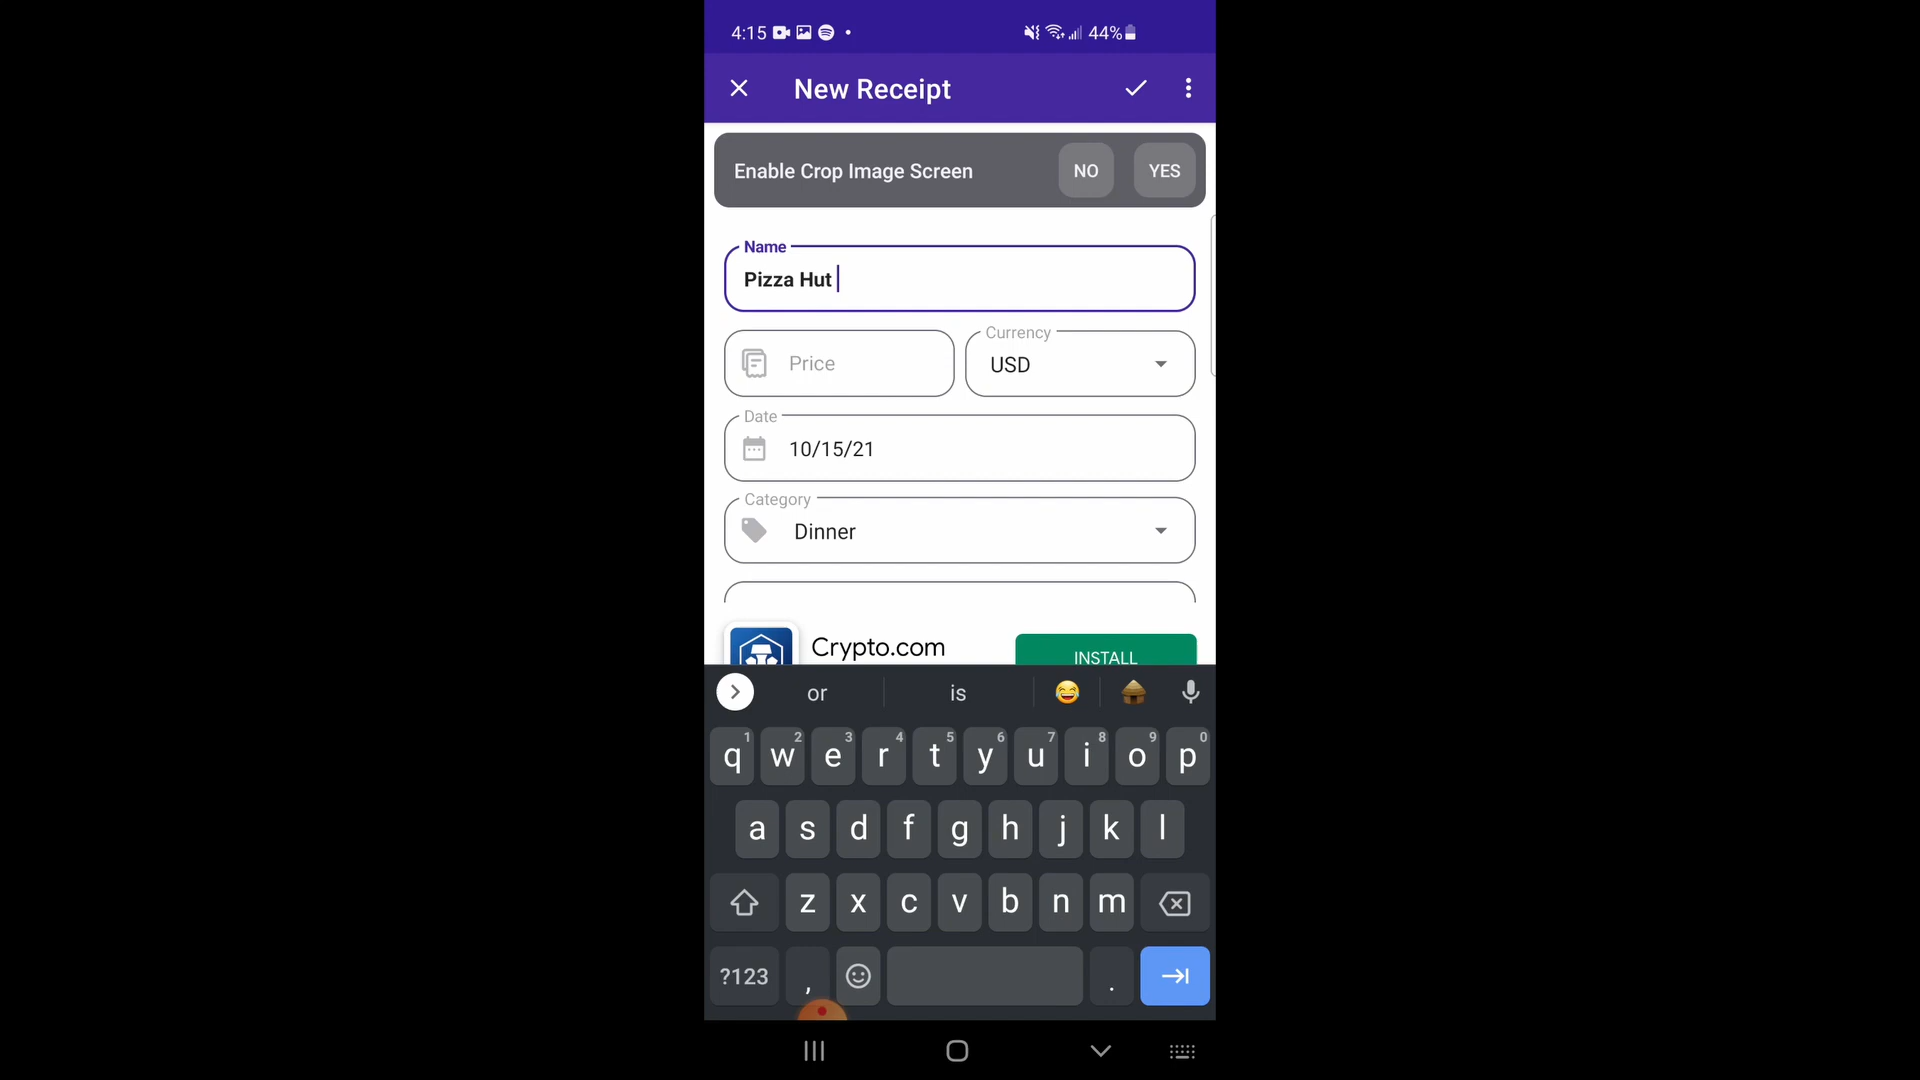 4:15 44%
New Receipt
Enable Crop Image Screen NO YES
Name
Pizza Hut
Currency
Price USD
Date
10/15/21
Category
Dinner
Crypto.com INSTALL
or is
1 2 3 4 5 6 7 8 9 0
q w e r t y u i o p
a s d f g h j k l
z x c v b n m
?123 , .